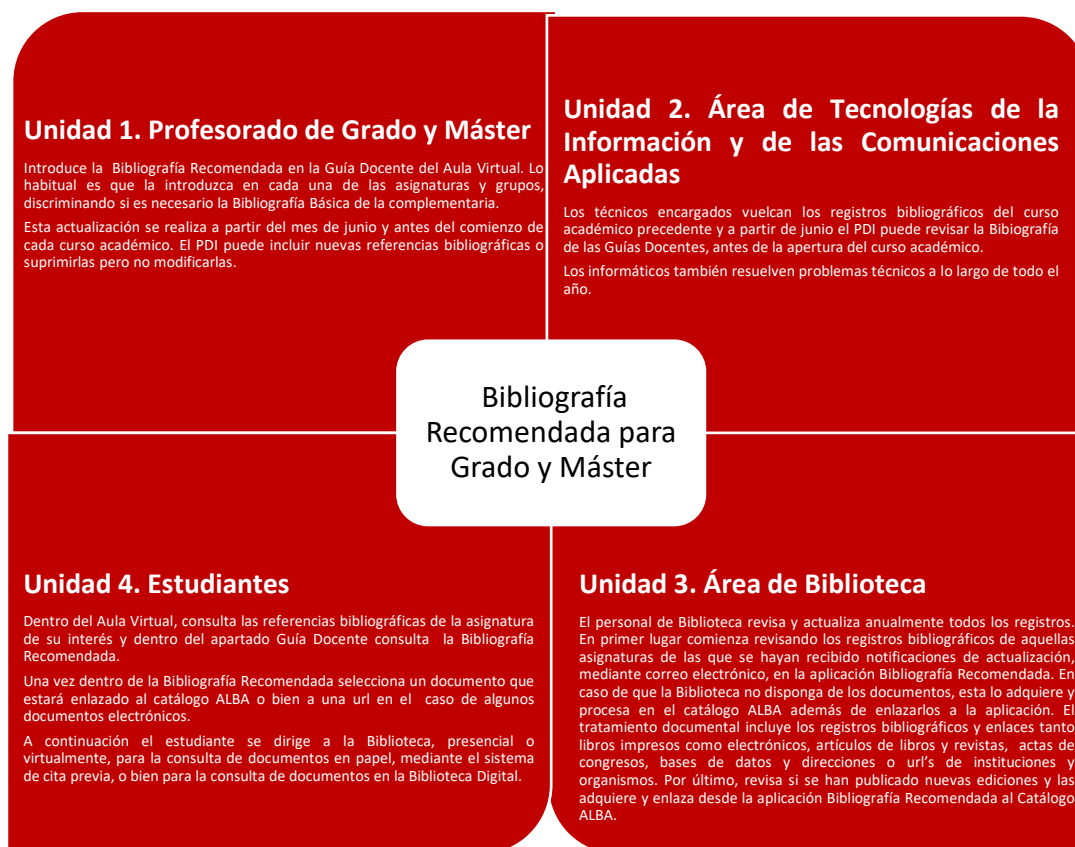 Unidad 1. Profesorado de Grado y Máster
Introduce la Bibliografía Recomendada en la Guía Docente del Aula Virtual. Lo
habitual es que la introduzca en cada una de las asignaturas y grupos,
discriminando si es necesario la Bibliografía Básica de la complementaria.
Esta actualización se realiza a partir del mes de junio y antes del comienzo de
cada curso académico. El PDI puede incluir nuevas referencias bibliográficas o
suprimirlas pero no modificarlas.
Unidad 2. Área de Tecnologías de la
Información y de las Comunicaciones
Aplicadas
Los técnicos encargados vuelcan los registros bibliográficos del curso
académico precedente y a partir de junio el PDI puede revisar la Bibiografía
de las Guías Docentes, antes de la apertura del curso académico.
Los informáticos también resuelven problemas técnicos a lo largo de todo el
año.
Bibliografía
Recomendada para
Grado y Máster
Unidad 4. Estudiantes
Dentro del Aula Virtual, consulta las referencias bibliográficas de la asignatura
de su interés y dentro del apartado Guía Docente consulta la Bibliografía
Recomendada.
Una vez dentro de la Bibliografía Recomendada selecciona un documento que
estará enlazado al catálogo ALBA o bien a una url en el caso de algunos
documentos electrónicos.
A continuación el estudiante se dirige a la Biblioteca, presencial o
virtualmente, para la consulta de documentos en papel, mediante el sistema
de cita previa, o bien para la consulta de documentos en la Biblioteca Digital.
Unidad 3. Área de Biblioteca
El personal de Biblioteca revisa y actualiza anualmente todos los registros.
En primer lugar comienza revisando los registros bibliográficos de aquellas
asignaturas de las que se hayan recibido notificaciones de actualización,
mediante correo electrónico, en la aplicación Bibliografía Recomendada. En
caso de que la Biblioteca no disponga de los documentos, esta lo adquiere y
procesa en el catálogo ALBA además de enlazarlos a la aplicación. El
tratamiento documental incluye los registros bibliográficos y enlaces tanto
libros impresos como electrónicos, artículos de libros y revistas, actas de
congresos, bases de datos y direcciones o url's de instituciones y
organismos. Por último, revisa si se han publicado nuevas ediciones y las
adquiere y enlaza desde la aplicación Bibliografía Recomendada al Catálogo
ALBA.